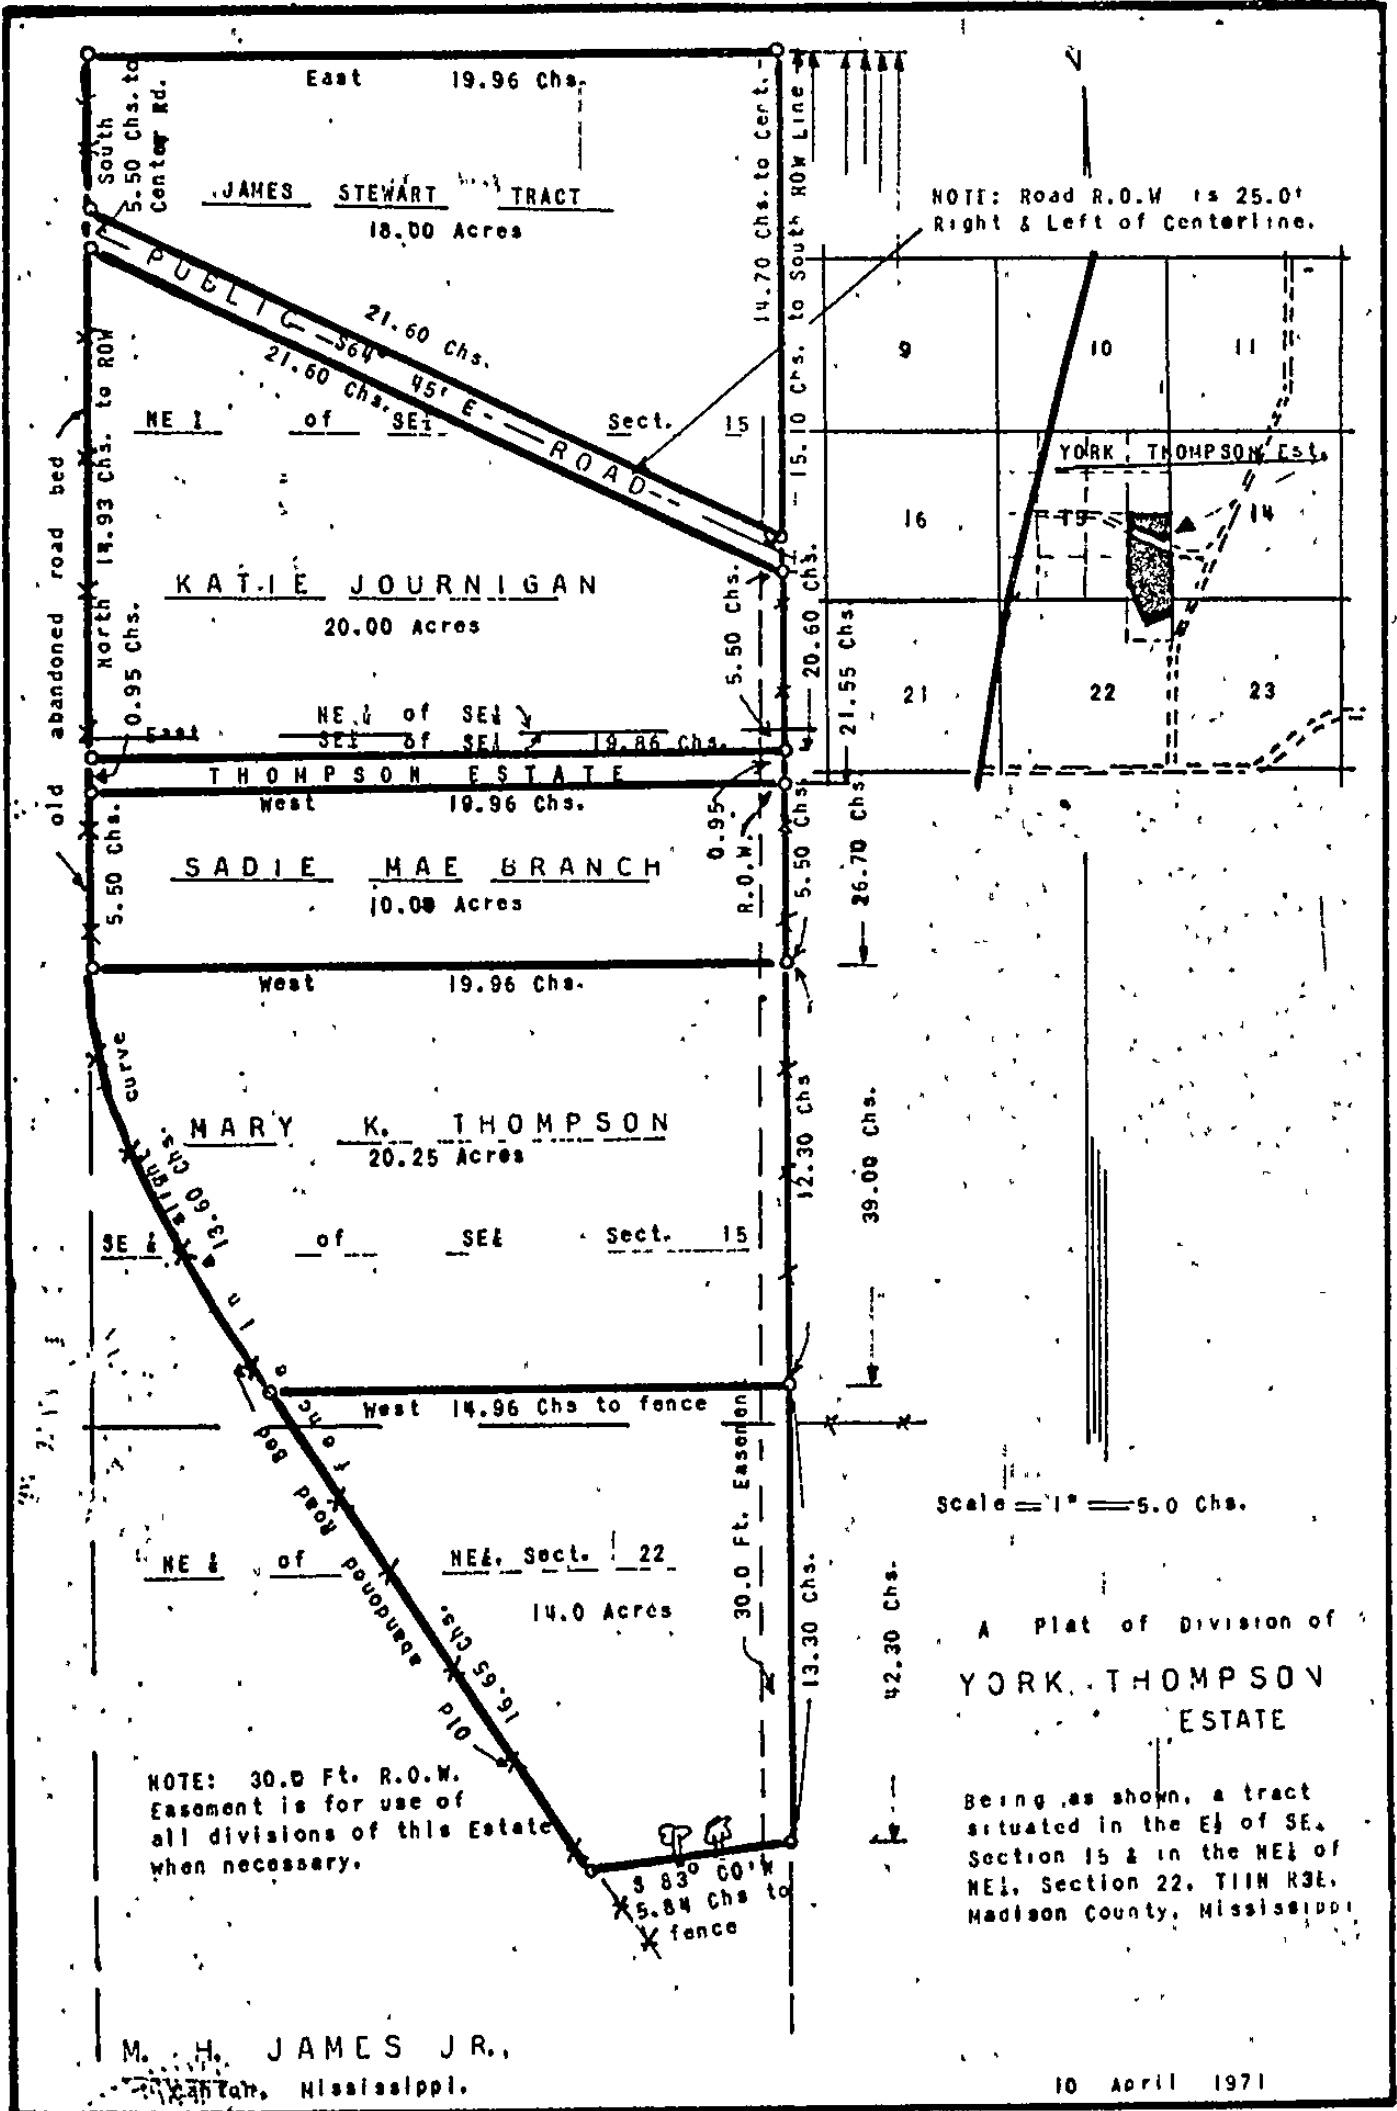 East 19.96 Chs.
South
5.50 Chs. to
Center Rd.
JAMES STEWART TRACT
18.00 Acres
14.70 Chs. to Cert.
15.10 Chs. to South ROW Line
N
NOTE: Road R.O.W is 25.0'
Right & Left of Centerline.
PUBLIC S64° 45' E ROAD
21.60 Chs.
21.60 Chs.
NE ¼ of SE¼ Sect. 15
9 10 11
YORK THOMPSON Est.
16 15 14
21 22 23
old abandoned road bed
North 14.93 Chs. to ROW
KATIE JOURNIGAN
20.00 Acres
5.50 Chs.
20.60 Chs.
21.55 Chs.
0.95 Chs.
NE ¼ of SE¼
East SE¼ of SE¼ 19.86 Chs.
THOMPSON ESTATE
West 19.96 Chs.
0.95
R.O.W.
5.50 Chs.
SADIE MAE BRANCH
10.00 Acres
5.50 Chs.
26.70 Chs.
West 19.96 Chs.
MARY K. THOMPSON
20.25 Acres
13.60 Chs.
a slight curve
in fence
12.30 Chs
39.00 Chs.
SE ¼ of SE¼ Sect. 15
West 14.96 Chs to fence
Old abandoned Road Bed
NE ¼ of NE¼. Sect. 22
14.0 Acres
16.65 Chs.
30.0 Ft. Easement
13.30 Chs.
42.30 Chs.
Scale = 1" = 5.0 Chs.
A Plat of Division of
YORK THOMPSON
ESTATE
NOTE: 30.0 Ft. R.O.W.
Easement is for use of
all divisions of this Estate
when necessary.
S 83° 00' W
5.84 Chs to
fence
Being as shown, a tract
situated in the E½ of SE¼
Section 15 & in the NE¼ of
NE¼, Section 22, T11N R3E,
Madison County, Mississippi
M. H. JAMES JR.,
Canton, Mississippi.
10 April 1971